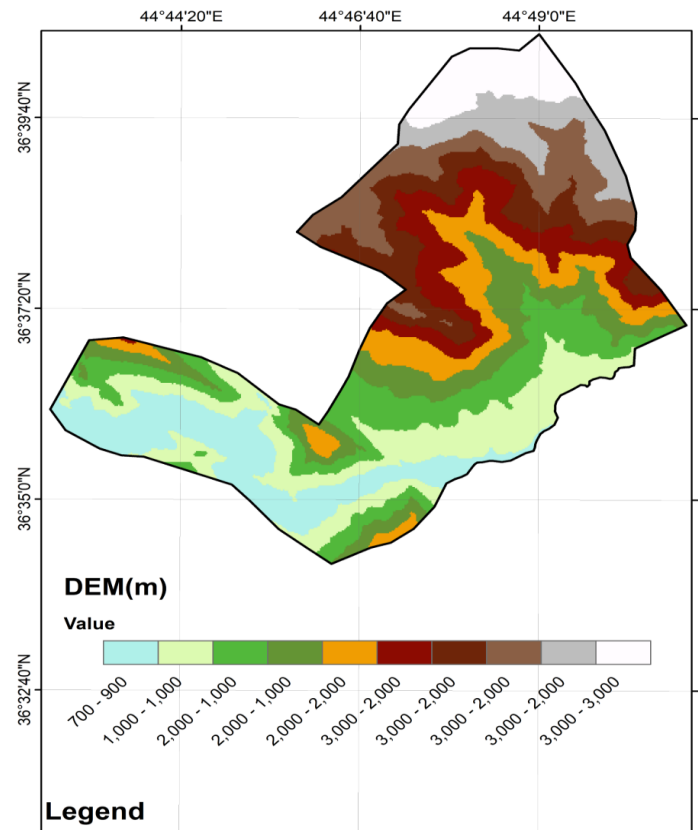 44°44'20"E 44°46'40"E 44°49'0"E
36°39'40"N
36°37'20"N
36°35'0"N
36°32'40"N
DEM(m)
Value
700 - 900
1,000 - 1,000
2,000 - 1,000
2,000 - 1,000
2,000 - 2,000
3,000 - 2,000
3,000 - 2,000
3,000 - 2,000
3,000 - 2,000
3,000 - 3,000
Legend